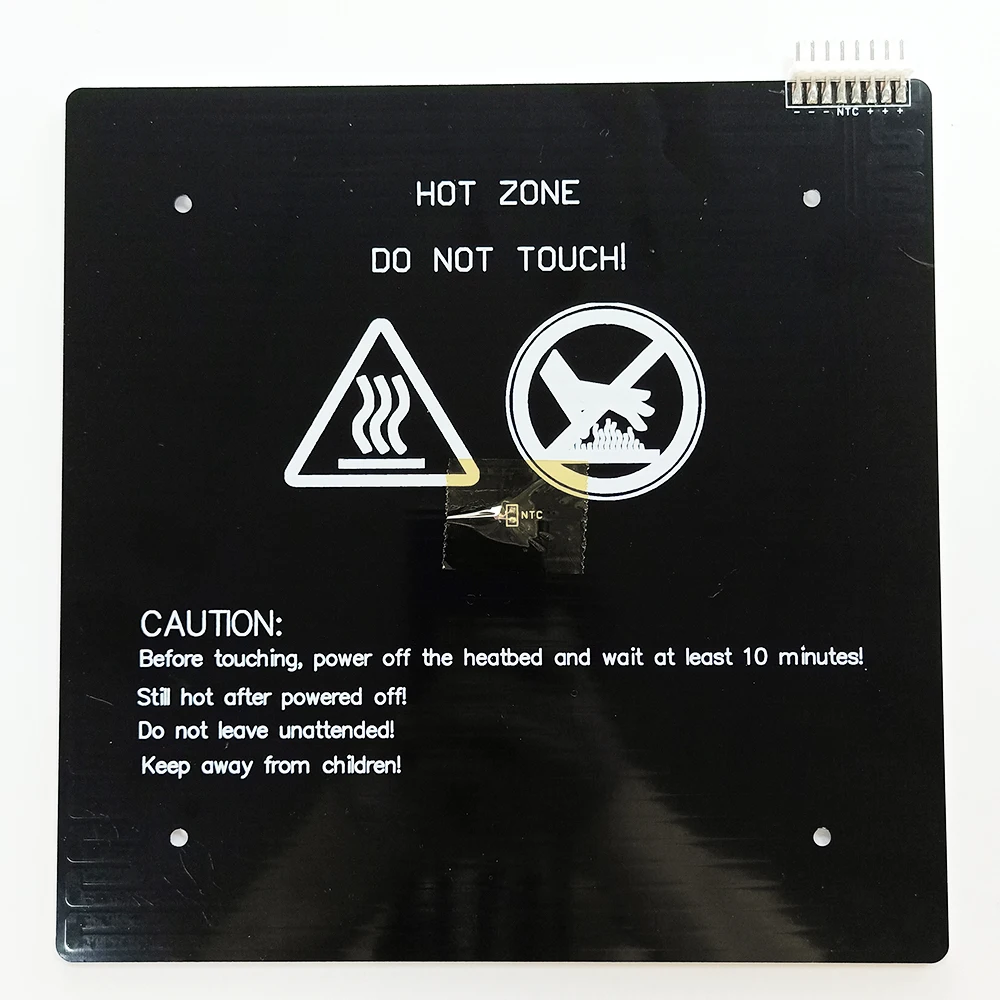 - - - NTC + + +
HOT ZONE
DO NOT TOUCH!
NTC
CAUTION:
Before touching, power off the heatbed and wait at least 10 minutes!
Still hot after powered off!
Do not leave unattended!
Keep away from children!